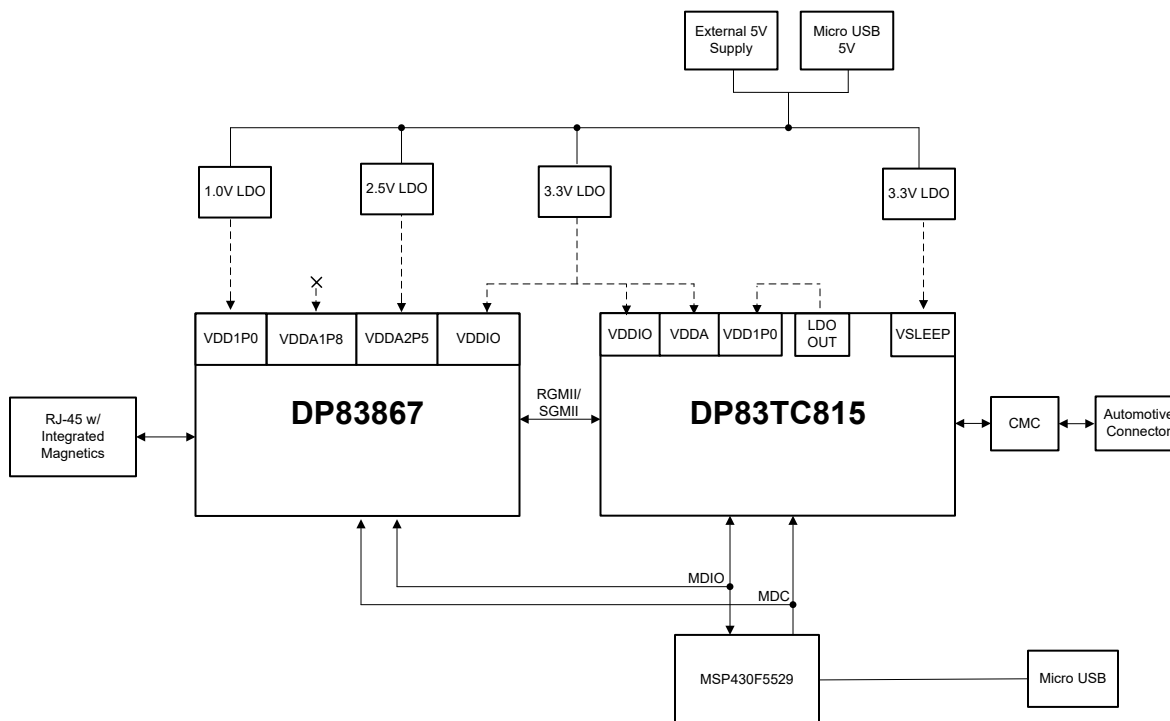 External 5V
Supply
Micro USB
5V
1.0V LDO
2.5V LDO
3.3V LDO
3.3V LDO
VDD1P0
VDDA1P8
VDDA2P5
VDDIO
VDDIO
VDDA
VDD1P0
LDO
OUT
VSLEEP
RJ-45 w/
Integrated
Magnetics
DP83867
RGMII/
SGMII
DP83TC815
CMC
Automotive
Connector
MDIO
MDC
MSP430F5529
Micro USB